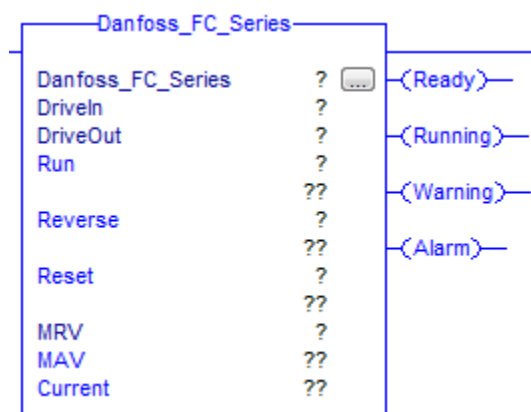 Danfoss_FC_Series
Danfoss_FC_Series ? ... (Ready)
DriveIn ?
DriveOut ? (Running)
Run ?
?? (Warning)
Reverse ?
?? (Alarm)
Reset ?
??
MRV ?
MAV ??
Current ??